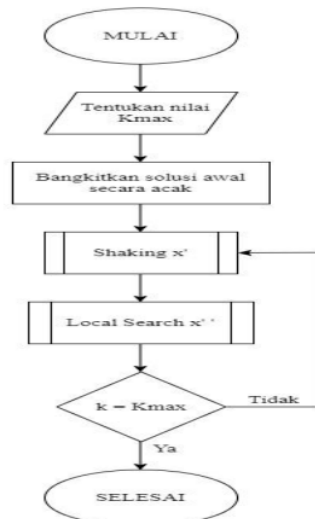 MULAI
Tentukan nilai
Kmax
Bangkitkan solusi awal
secara acak
Shaking x'
Local Search x' '
k = Kmax
Tidak
Ya
SELESAI